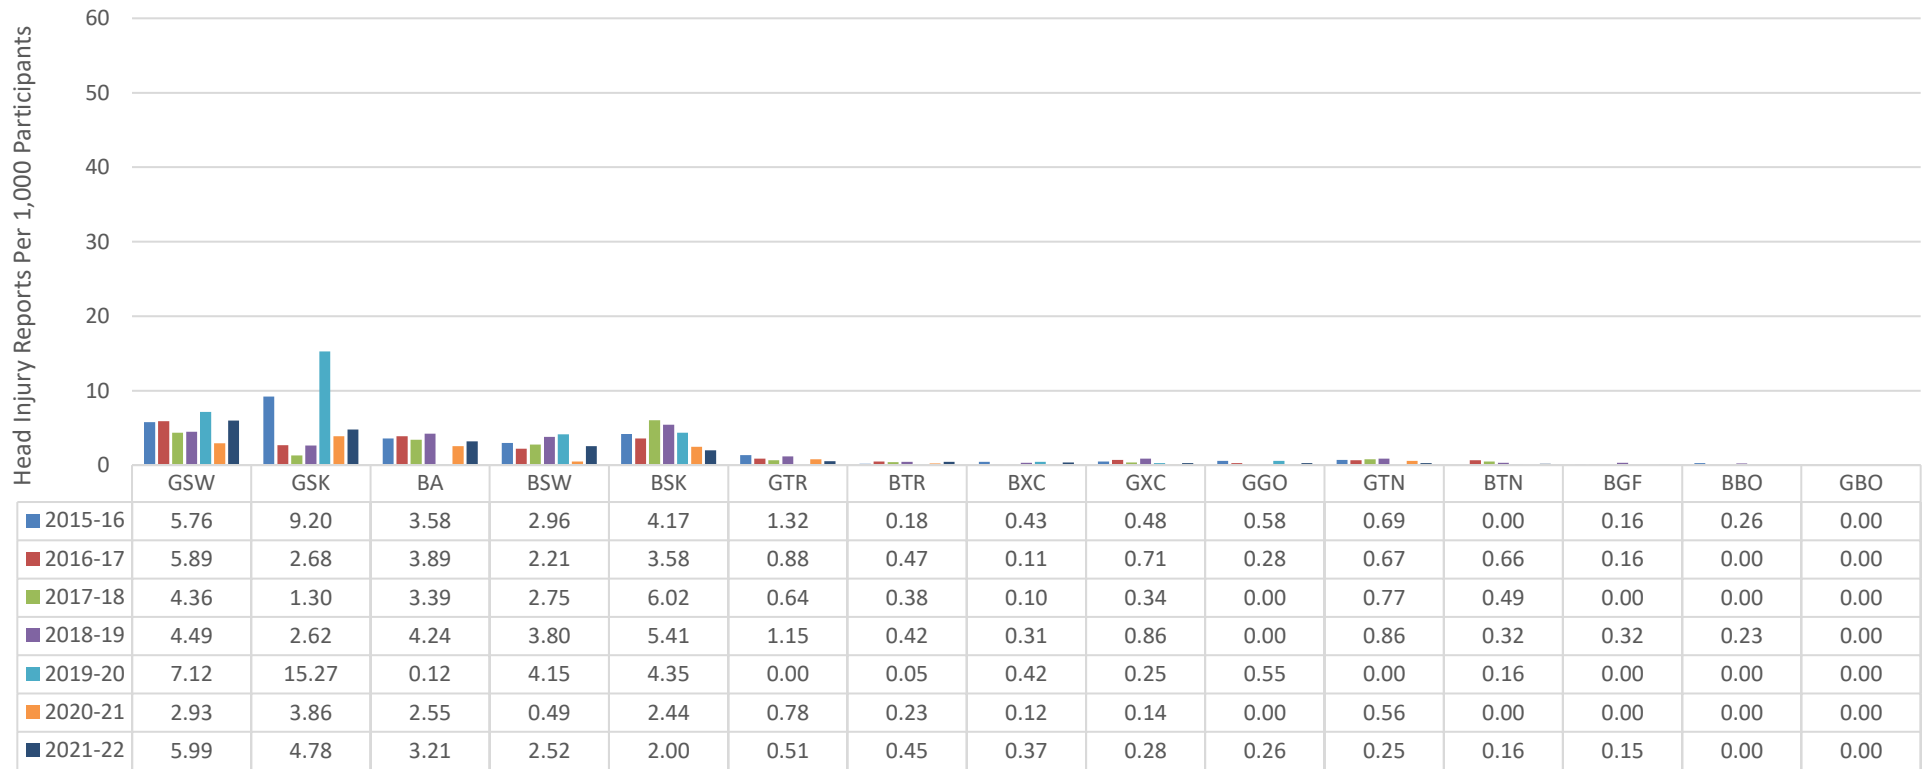 Head Injury Reports Per 1,000 Participants
60
50
40
30
20
10
0
GSW GSK BA BSW BSK GTR BTR BXC GXC GGO GTN BTN BGF BBO GBO
2015-16 5.76 9.20 3.58 2.96 4.17 1.32 0.18 0.43 0.48 0.58 0.69 0.00 0.16 0.26 0.00
2016-17 5.89 2.68 3.89 2.21 3.58 0.88 0.47 0.11 0.71 0.28 0.67 0.66 0.16 0.00 0.00
2017-18 4.36 1.30 3.39 2.75 6.02 0.64 0.38 0.10 0.34 0.00 0.77 0.49 0.00 0.00 0.00
2018-19 4.49 2.62 4.24 3.80 5.41 1.15 0.42 0.31 0.86 0.00 0.86 0.32 0.32 0.23 0.00
2019-20 7.12 15.27 0.12 4.15 4.35 0.00 0.05 0.42 0.25 0.55 0.00 0.16 0.00 0.00 0.00
2020-21 2.93 3.86 2.55 0.49 2.44 0.78 0.23 0.12 0.14 0.00 0.56 0.00 0.00 0.00 0.00
2021-22 5.99 4.78 3.21 2.52 2.00 0.51 0.45 0.37 0.28 0.26 0.25 0.16 0.15 0.00 0.00